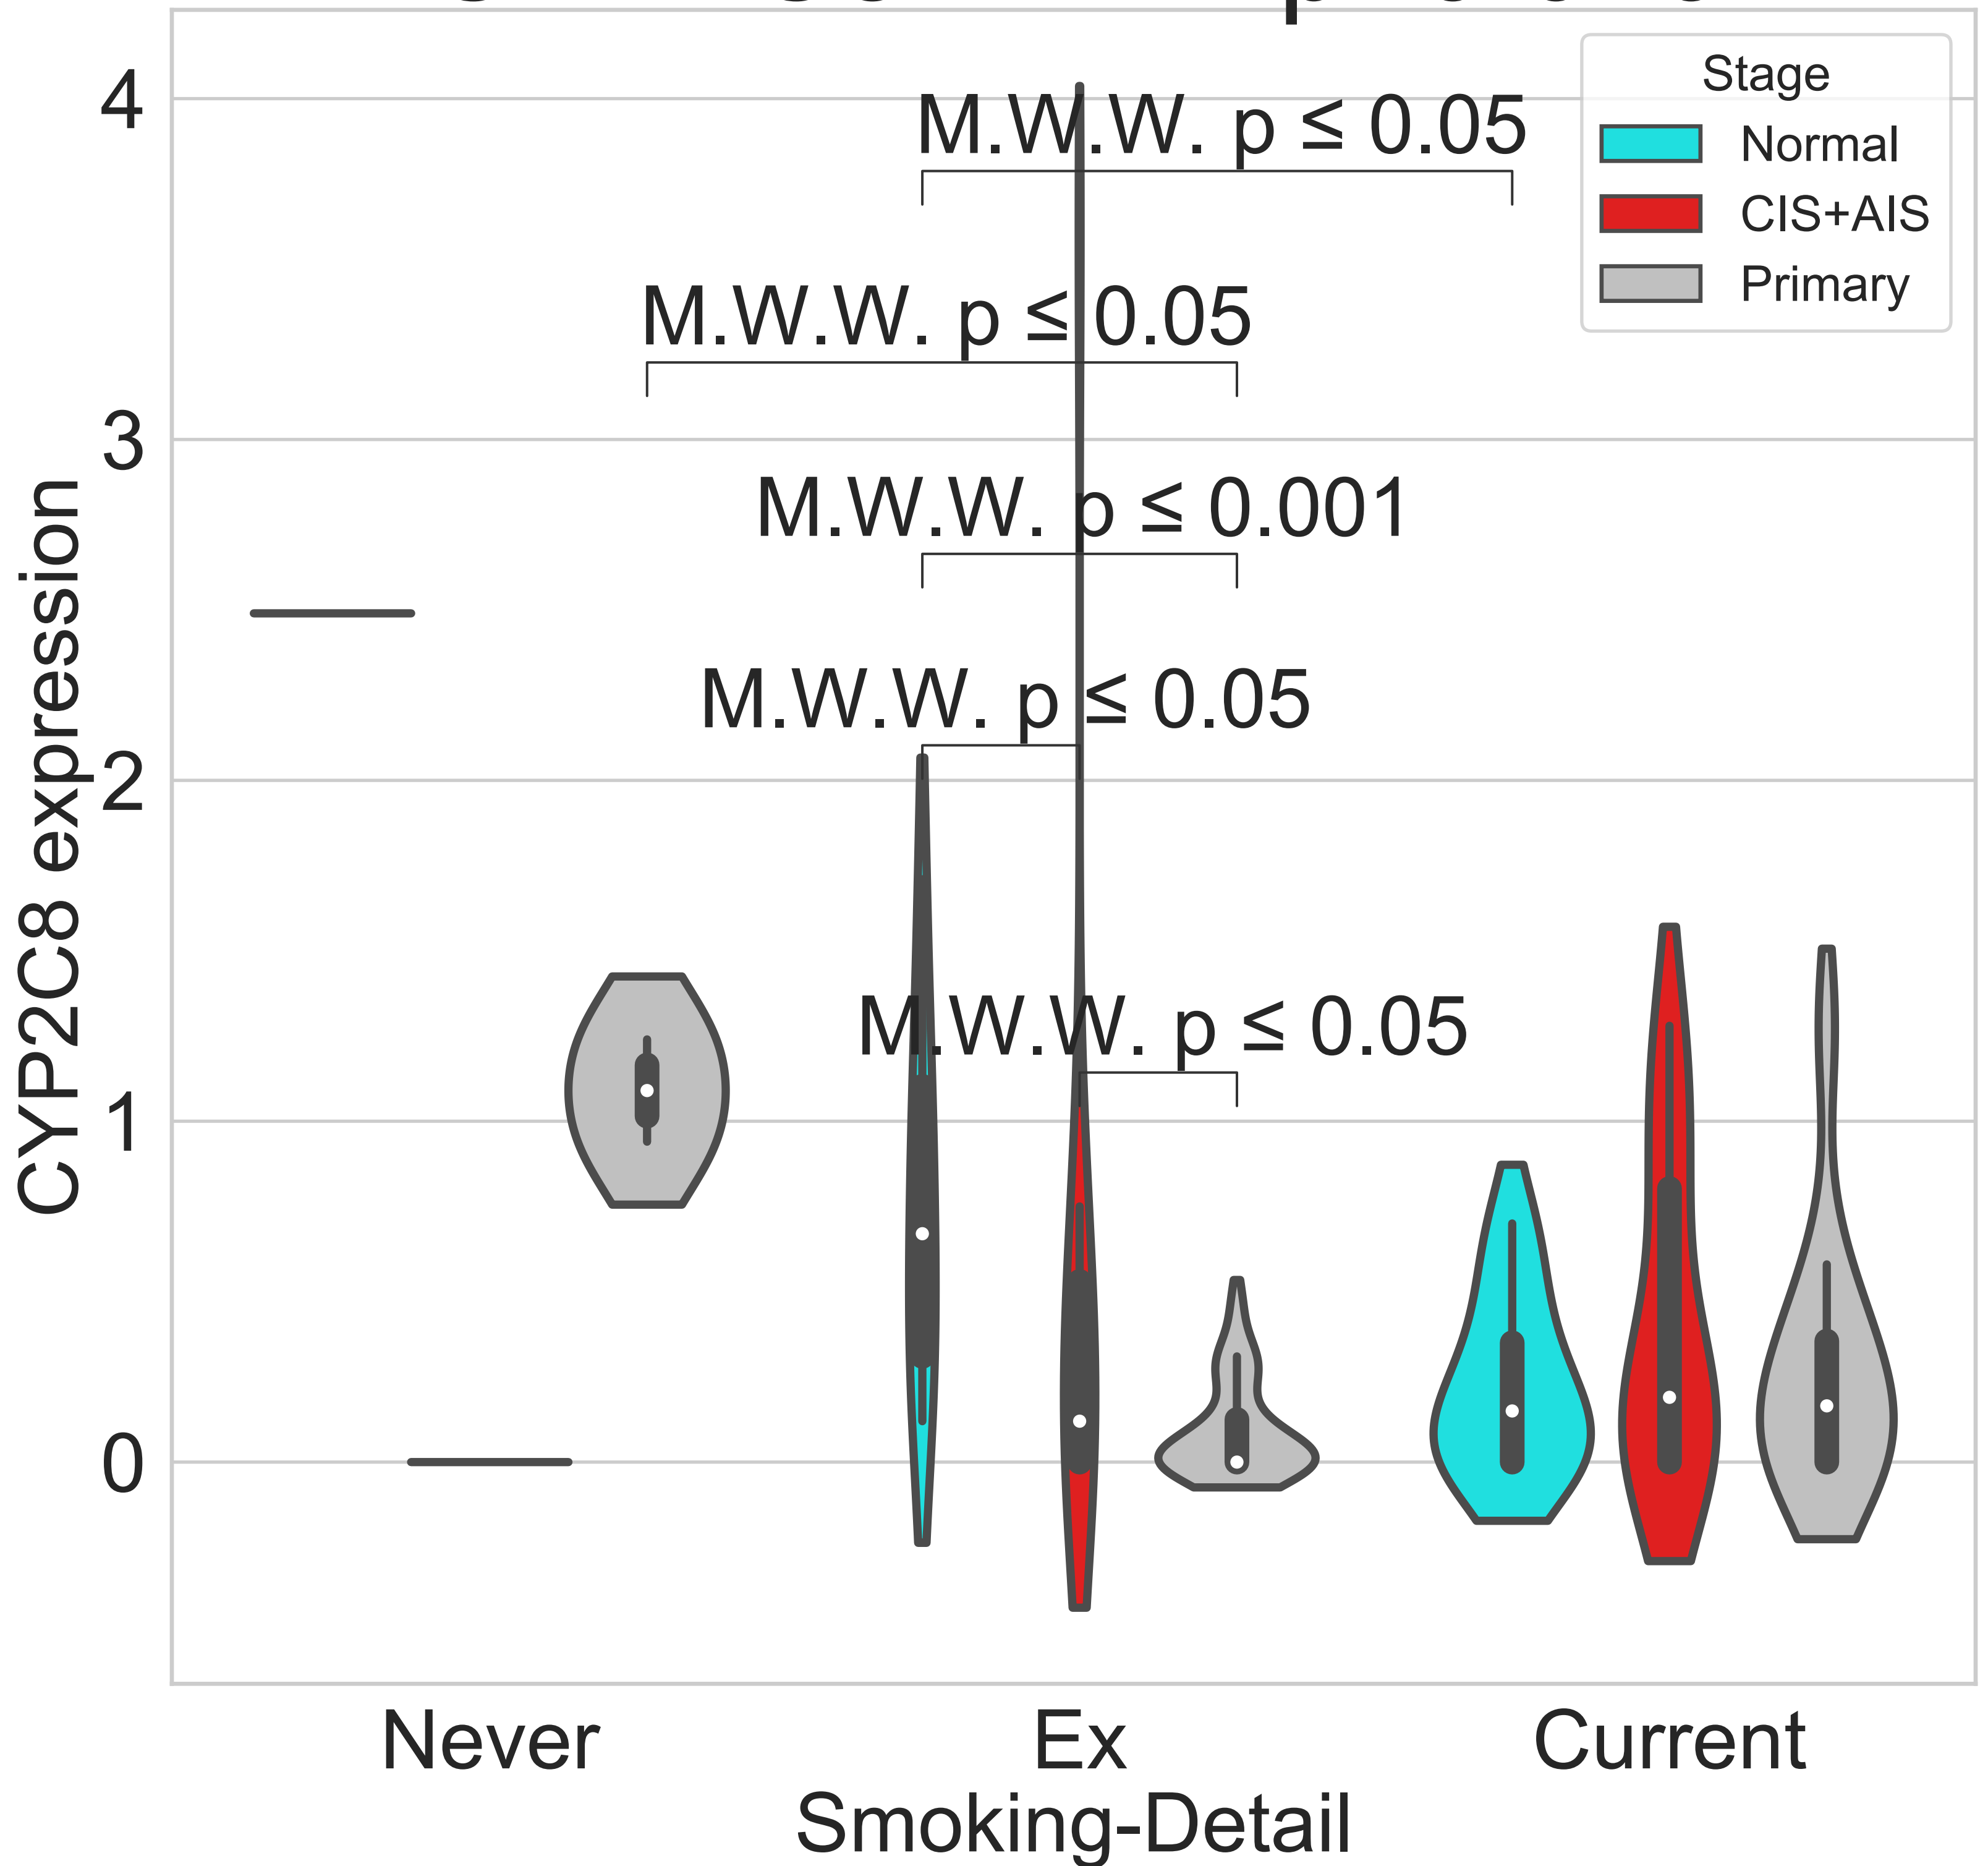 Stage
Normal
CIS+AIS
Primary
M.W.W. p ≤ 0.05
M.W.W. p ≤ 0.05
M.W.W. p ≤ 0.001
M.W.W. p ≤ 0.05
M.W.W. p ≤ 0.05
4
3
2
1
0
CYP2C8 expression
Never
Ex
Current
Smoking-Detail